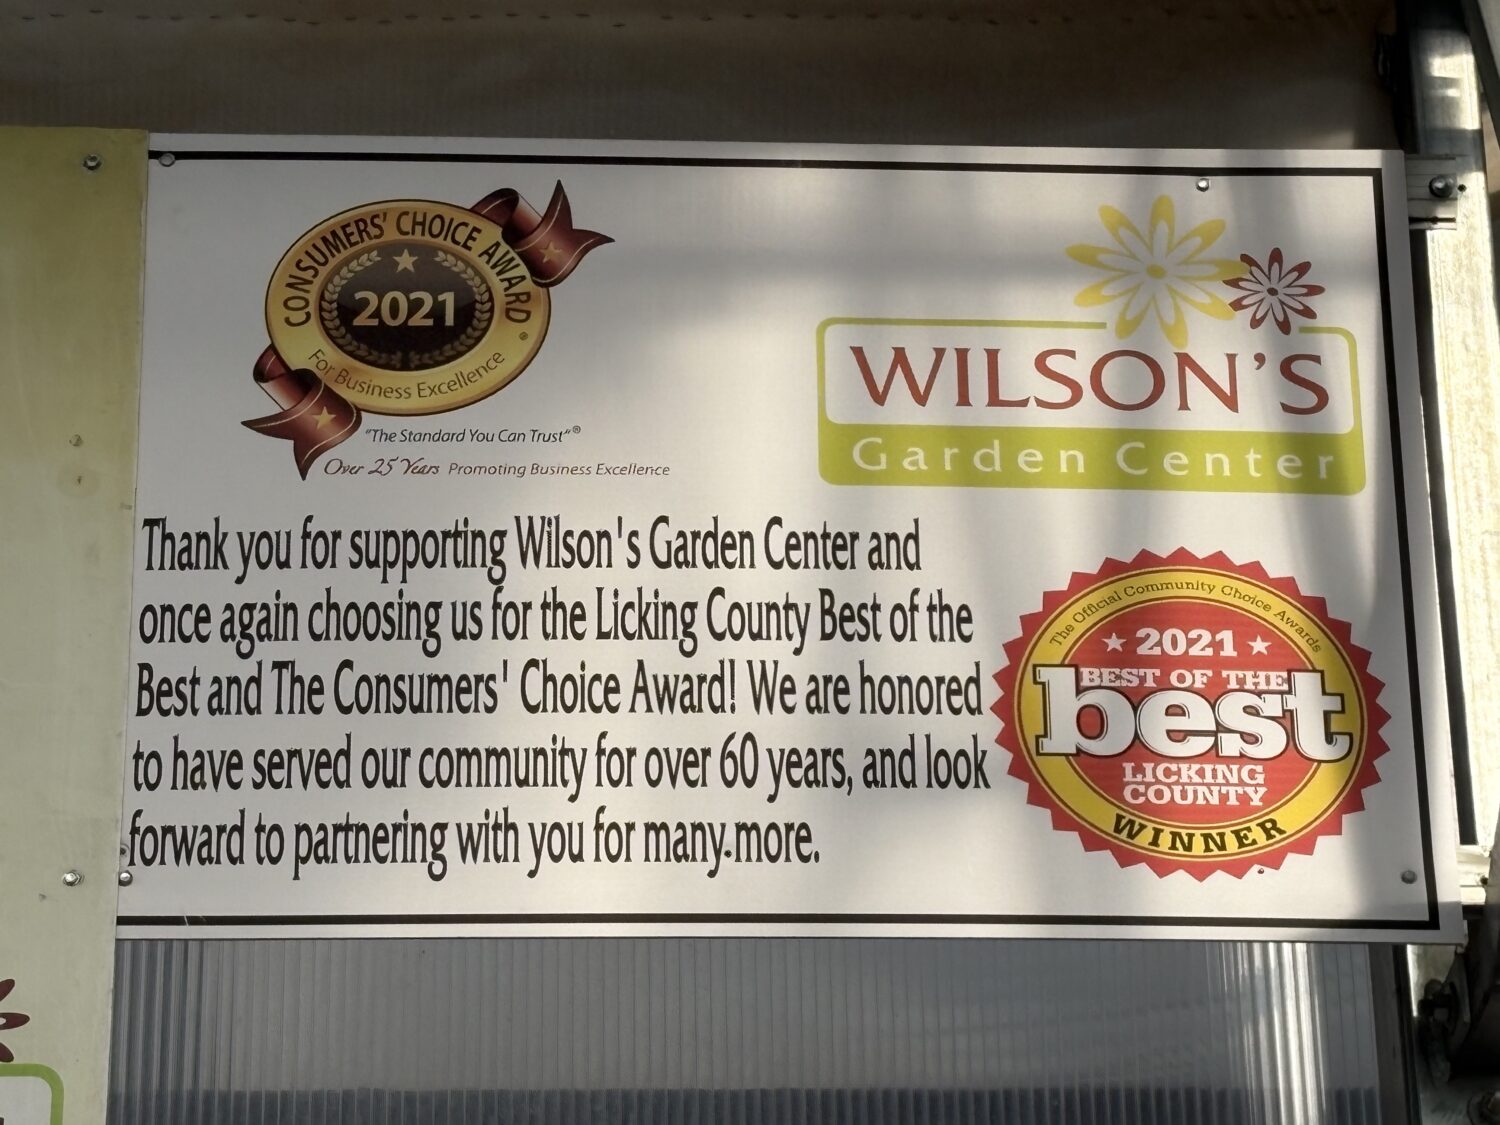 CONSUMERS' CHOICE AWARD
2021
For Business Excellence
"The Standard You Can Trust"®
Over 25 Years Promoting Business Excellence
WILSON'S
Garden Center
Thank you for supporting Wilson's Garden Center and
once again choosing us for the Licking County Best of the
Best and The Consumers' Choice Award! We are honored
to have served our community for over 60 years, and look
forward to partnering with you for many more.
The Official Community Choice Awards
2021
BEST OF THE
best
LICKING
COUNTY
WINNER